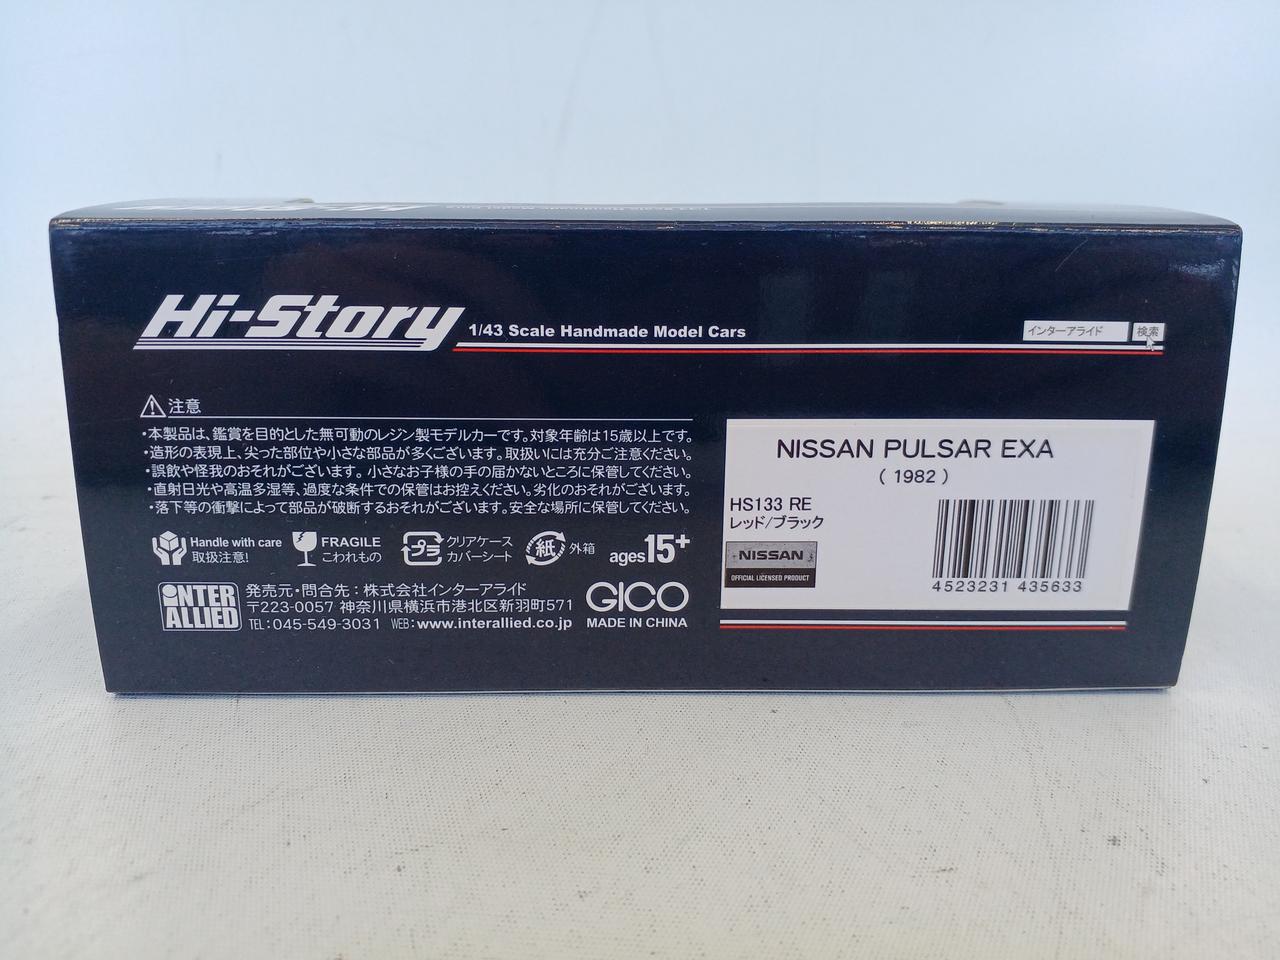 Hi-Story 1/43 Scale Handmade Model Cars
インターアライド 検索
注意
・本製品は、鑑賞を目的とした無可動のレジン製モデルカーです。対象年齢は15歳以上です。
・造形の表現上、尖った部位や小さな部品が多くございます。取扱いには充分ご注意ください。
・誤飲や怪我のおそれがございます。小さなお子様の手の届かないところに保管してください。
・直射日光や高温多湿等、過度な条件での保管はお控えください。劣化のおそれがございます。
・落下等の衝撃によって部品が破断するおそれがございます。安全な場所に保管してください。
Handle with care
取扱注意!
FRAGILE
こわれもの
プラ
クリアケース
カバーシート
紙 外箱
ages15+
INTER
ALLIED
発売元・問合先：株式会社インターアライド
〒223-0057 神奈川県横浜市港北区新羽町571
TEL：045-549-3031 WEB：www.interallied.co.jp
GICO
MADE IN CHINA
NISSAN PULSAR EXA
( 1982 )
HS133 RE
レッド/ブラック
NISSAN
OFFICIAL LICENSED PRODUCT
4523231 435633